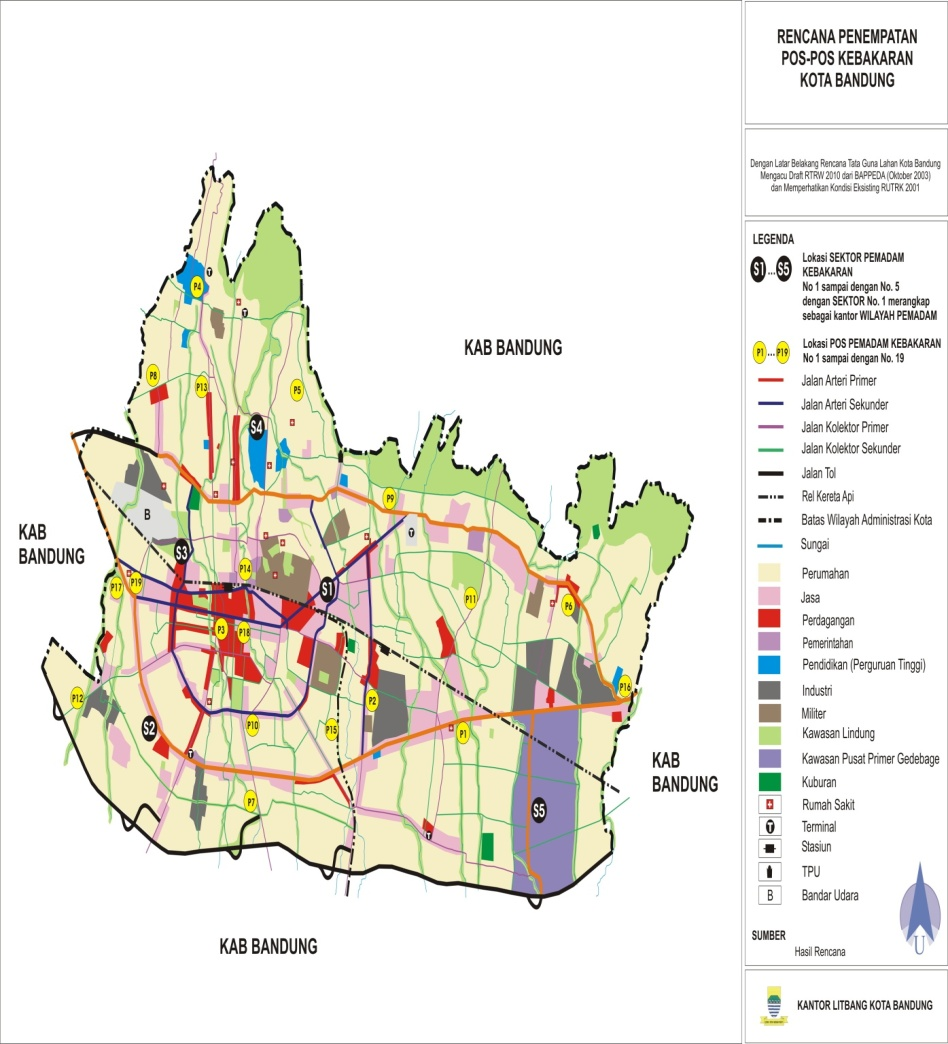 RENCANA PENEMPATAN
POS-POS KEBAKARAN
KOTA BANDUNG
Dengan Latar Belakang Rencana Tata Guna Lahan Kota Bandung
Mengacu Draft RTRW 2010 dari BAPPEDA (Oktober 2003)
dan Memperhatikan Kondisi Eksisting RUTRK 2001
LEGENDA
S1 ... S5
Lokasi SEKTOR PEMADAM
KEBAKARAN
No 1 sampai dengan No. 5
dengan SEKTOR No. 1 merangkap
sebagai kantor WILAYAH PEMADAM
P1 ... P19
Lokasi POS PEMADAM KEBAKARAN
No 1 sampai dengan No. 19
Jalan Arteri Primer
Jalan Arteri Sekunder
Jalan Kolektor Primer
Jalan Kolektor Sekunder
Jalan Tol
Rel Kereta Api
Batas Wilayah Administrasi Kota
Sungai
Perumahan
Jasa
Perdagangan
Pemerintahan
Pendidikan (Perguruan Tinggi)
Industri
Militer
Kawasan Lindung
Kawasan Pusat Primer Gedebage
Kuburan
Rumah Sakit
T Terminal
Stasiun
TPU
B Bandar Udara
U
SUMBER
Hasil Rencana
KANTOR LITBANG KOTA BANDUNG
T
P4
T
KAB BANDUNG
P8
P13
P5
S4
P9
B
T
KAB
BANDUNG
S3
P14
P17
P19
S1
P11
P6
P3
P18
P12
P2
P16
S2
P10
P15
P1
T
KAB
BANDUNG
P7
S5
T
KAB BANDUNG